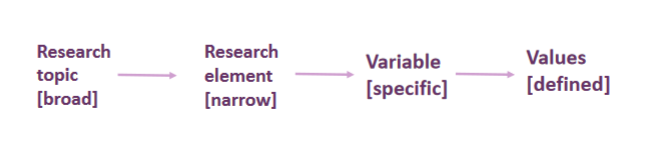 Research
topic
[broad]
Research
element
[narrow]
Variable
[specific]
Values
[defined]